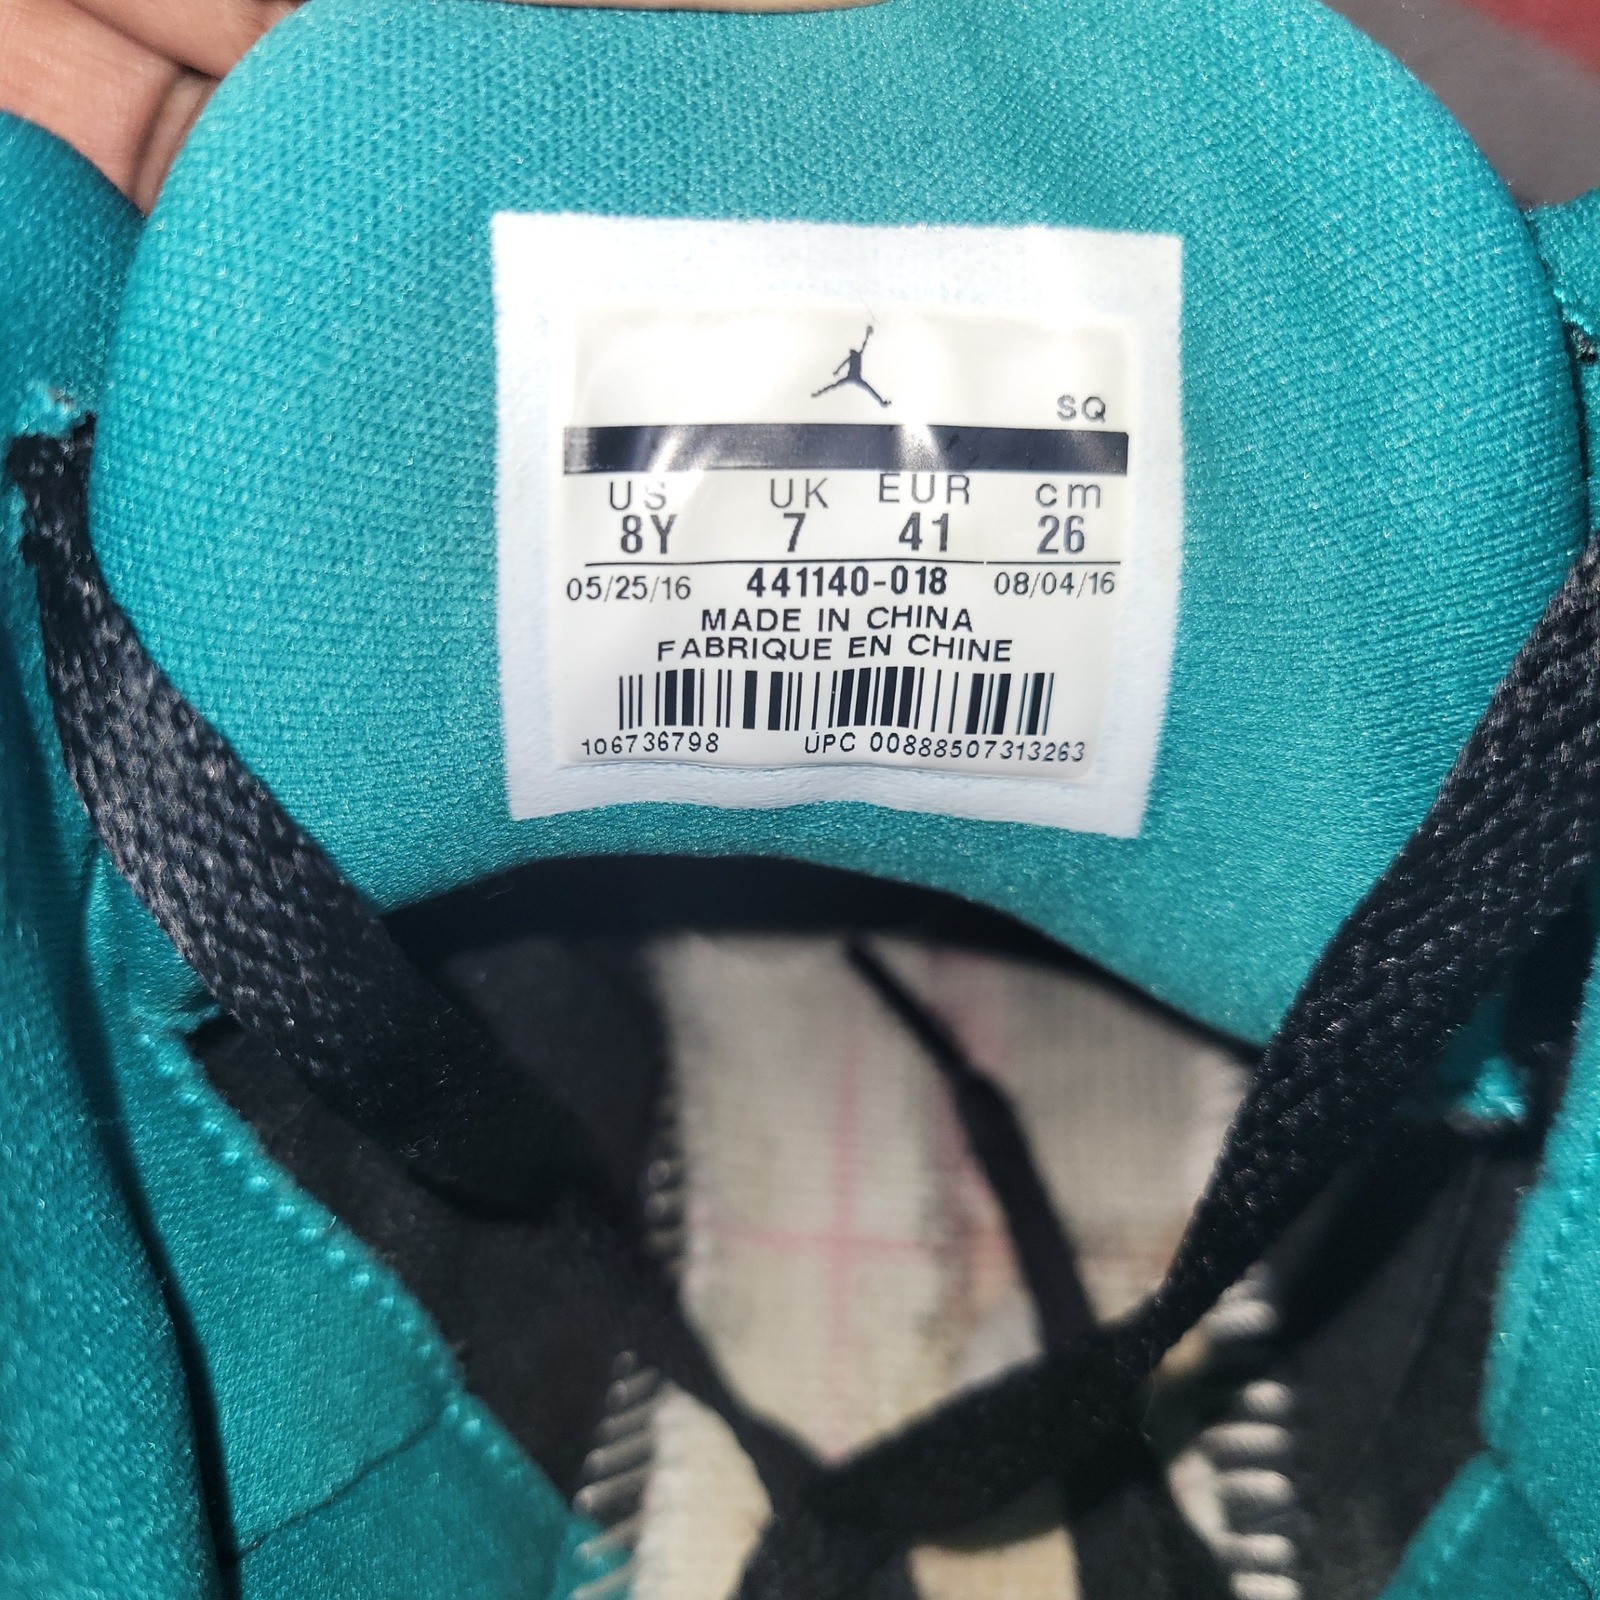 SQ
US UK EUR cm
8Y 7 41 26
05/25/16 441140-018 08/04/16
MADE IN CHINA
FABRIQUE EN CHINE
106736798 UPC 00888507313263